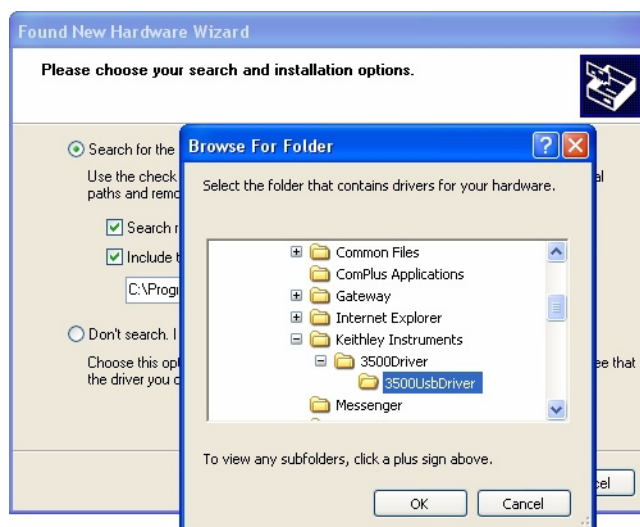 Found New Hardware Wizard
Please choose your search and installation options.
Search for the
Use the check
al
paths and remo
Search r
Include t
C:\Progr
Don't search. I
Choose this opt
ee that
the driver you c
cel
Browse For Folder
Select the folder that contains drivers for your hardware.
Common Files
ComPlus Applications
Gateway
Internet Explorer
Keithley Instruments
3500Driver
3500UsbDriver
Messenger
To view any subfolders, click a plus sign above.
OK
Cancel